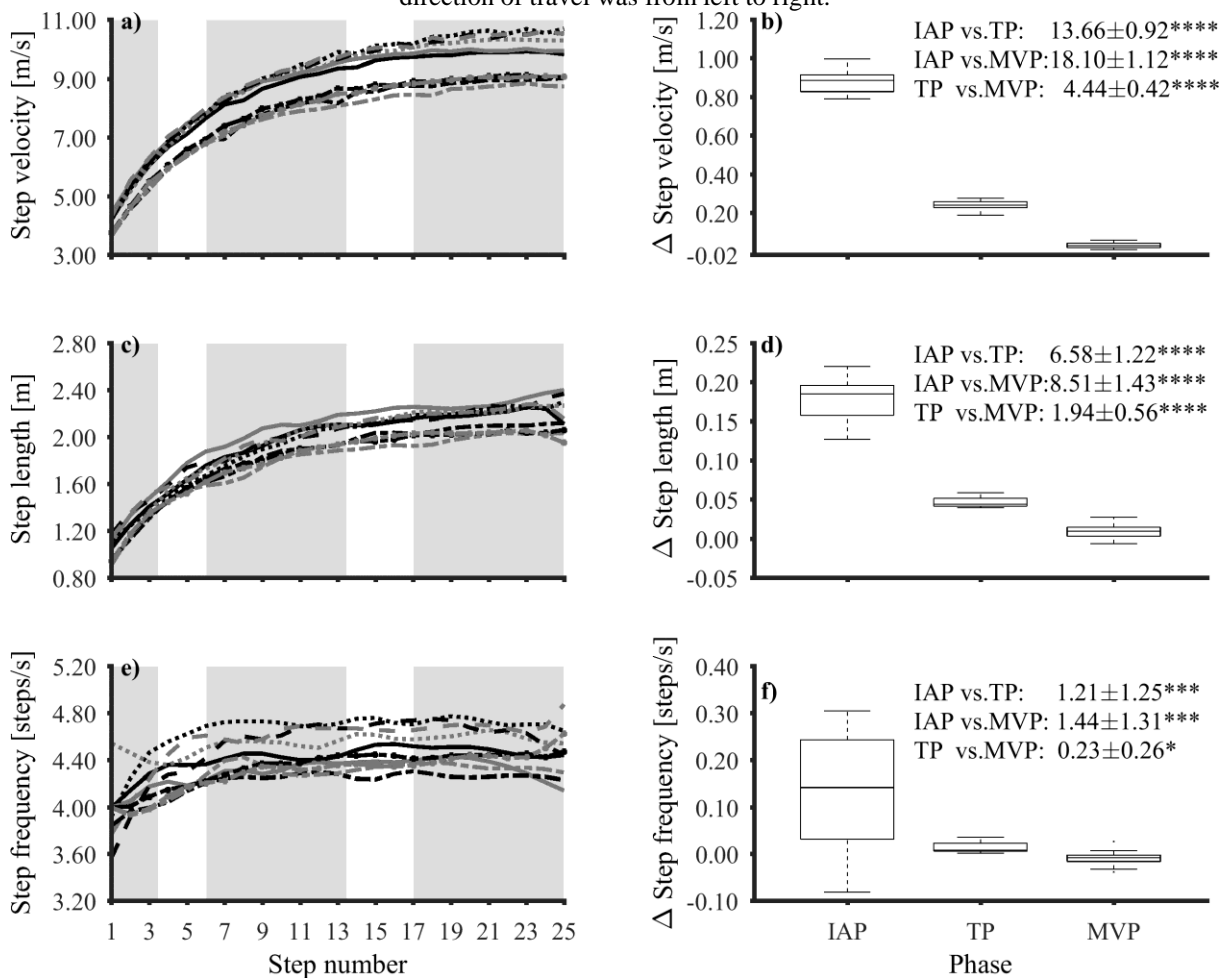 direction of travel was from left to right.
a)
Step velocity [m/s]
11.00
9.00
7.00
5.00
3.00
b)
Δ Step velocity [m/s]
1.20
1.00
0.80
0.60
0.40
0.20
-0.02
IAP vs.TP: 13.66±0.92****
IAP vs.MVP:18.10±1.12****
TP vs.MVP: 4.44±0.42****
c)
Step length [m]
2.80
2.40
2.00
1.60
1.20
0.80
d)
Δ Step length [m]
0.25
0.20
0.15
0.10
0.05
0.00
-0.05
IAP vs.TP: 6.58±1.22****
IAP vs.MVP:8.51±1.43****
TP vs.MVP: 1.94±0.56****
e)
Step frequency [steps/s]
5.20
4.80
4.40
4.00
3.60
3.20
1 3 5 7 9 11 13 15 17 19 21 23 25
Step number
f)
Δ Step frequency [steps/s]
0.40
0.30
0.20
0.10
0.00
-0.10
IAP vs.TP: 1.21±1.25***
IAP vs.MVP: 1.44±1.31***
TP vs.MVP: 0.23±0.26*
IAP TP MVP
Phase